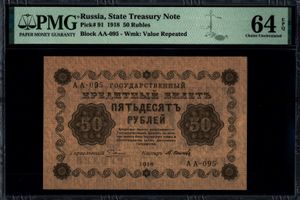 PMG
PAPER MONEY GUARANTY
Russia, State Treasury Note
Pick# 91 1918 50 Rubles
Block AA-095 - Wmk: Value Repeated
64 EPQ
Choice Uncirculated
АА-095
ГОСУДАРСТВЕННЫЙ
КРЕДИТНЫЙ БИЛЕТЪ
ПЯТЬДЕСЯТЪ
50 РУБЛЕЙ 50
1918
АА-095